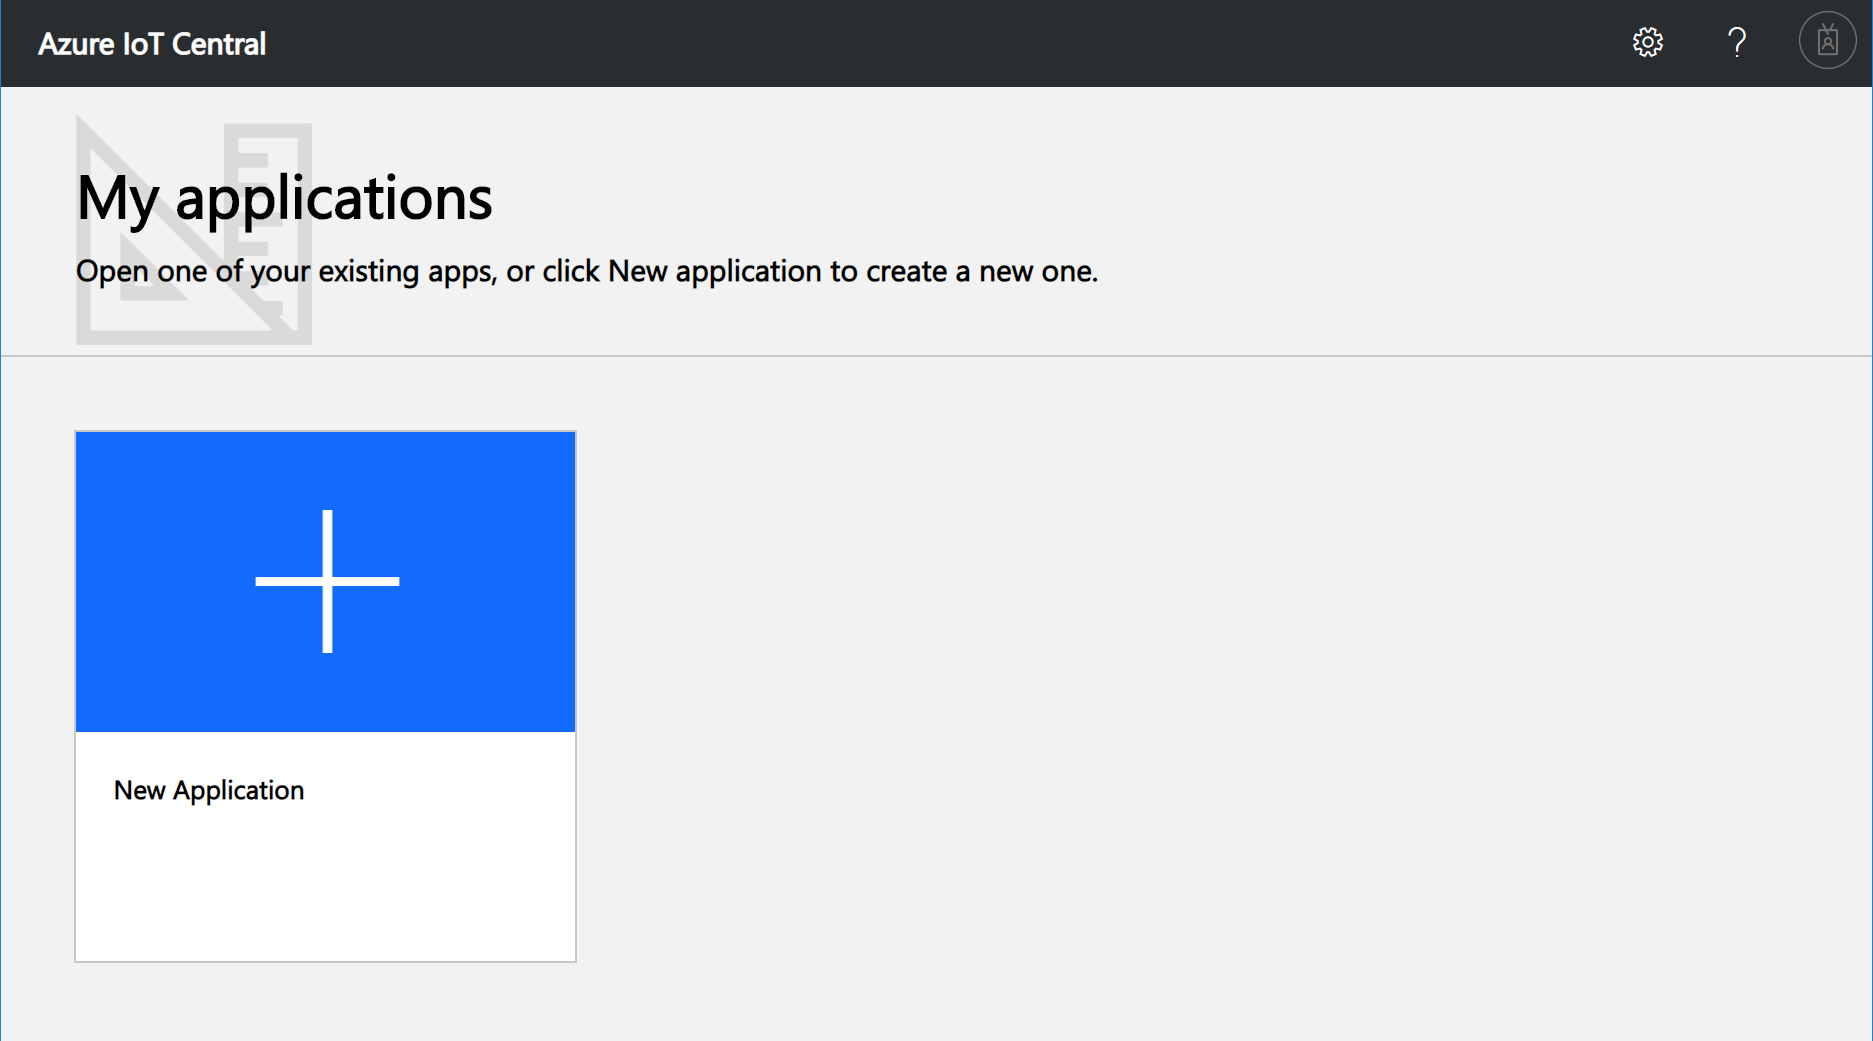 Azure IoT Central
My applications
Open one of your existing apps, or click New application to create a new one.
New Application